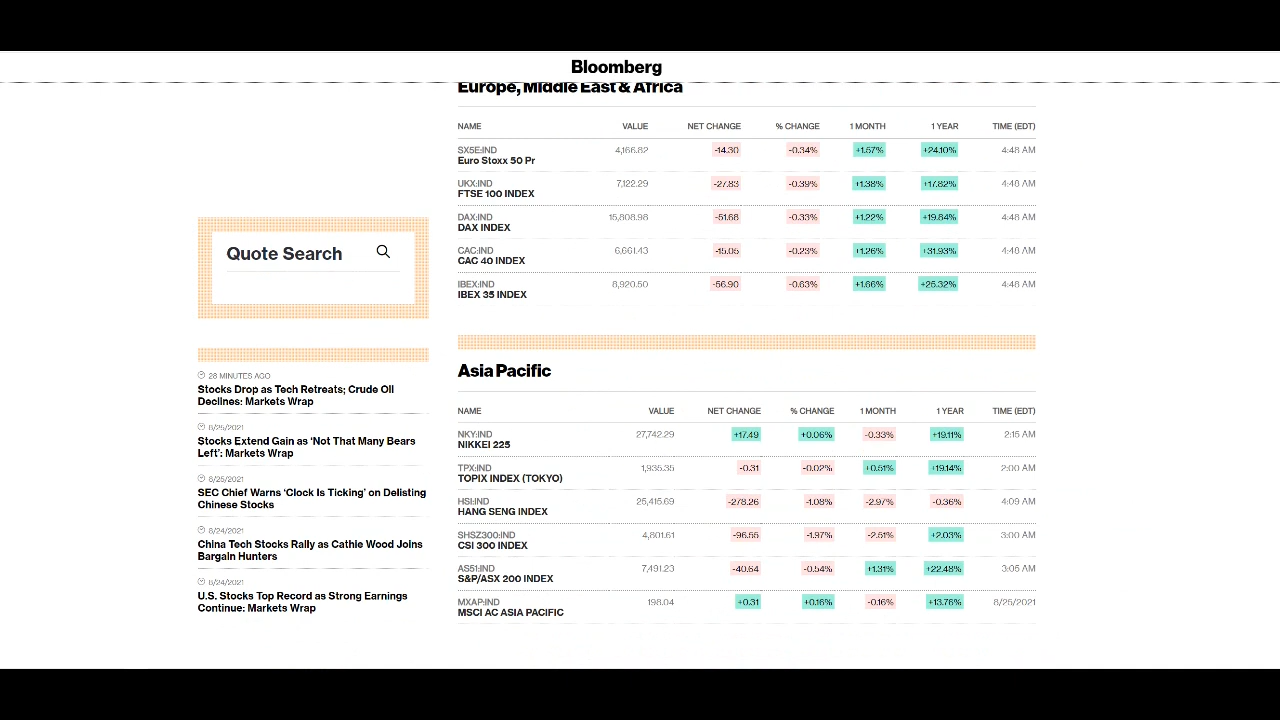 Bloomberg
Europe, Middle East & Africa
NAME VALUE NET CHANGE % CHANGE 1 MONTH 1 YEAR TIME (EDT)
SX5E:IND 4,166.82 -14.30 -0.34% +1.57% +24.10% 4:48 AM
Euro Stoxx 50 Pr
UKX:IND 7,122.29 -27.83 -0.39% +1.38% +17.82% 4:48 AM
FTSE 100 INDEX
DAX:IND 15,808.98 -51.68 -0.33% +1.22% +19.84% 4:48 AM
DAX INDEX
CAC:IND 6,661.43 -15.05 -0.23% +1.26% +31.93% 4:48 AM
CAC 40 INDEX
IBEX:IND 8,920.50 -56.90 -0.63% +1.66% +25.32% 4:48 AM
IBEX 35 INDEX
Quote Search
28 MINUTES AGO
Stocks Drop as Tech Retreats; Crude Oil
Declines: Markets Wrap
8/25/2021
Stocks Extend Gain as ‘Not That Many Bears
Left’: Markets Wrap
8/25/2021
SEC Chief Warns ‘Clock Is Ticking’ on Delisting
Chinese Stocks
8/24/2021
China Tech Stocks Rally as Cathie Wood Joins
Bargain Hunters
8/24/2021
U.S. Stocks Top Record as Strong Earnings
Continue: Markets Wrap
Asia Pacific
NAME VALUE NET CHANGE % CHANGE 1 MONTH 1 YEAR TIME (EDT)
NKY:IND 27,742.29 +17.49 +0.06% -0.33% +19.11% 2:15 AM
NIKKEI 225
TPX:IND 1,935.35 -0.31 -0.02% +0.51% +19.14% 2:00 AM
TOPIX INDEX (TOKYO)
HSI:IND 25,415.69 -278.26 -1.08% -2.97% -0.36% 4:09 AM
HANG SENG INDEX
SHSZ300:IND 4,801.61 -96.55 -1.97% -2.51% +2.03% 3:00 AM
CSI 300 INDEX
AS51:IND 7,491.23 -40.64 -0.54% +1.31% +22.48% 3:05 AM
S&P/ASX 200 INDEX
MXAP:IND 198.04 +0.31 +0.16% -0.16% +13.76% 8/25/2021
MSCI AC ASIA PACIFIC